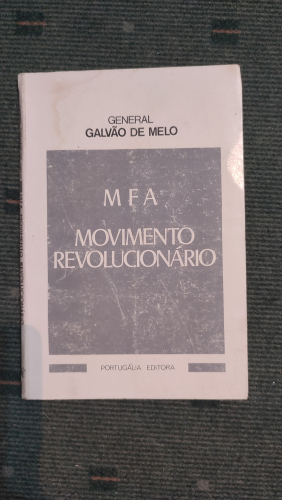 GENERAL
GALVÃO DE MELO
MFA
MOVIMENTO
REVOLUCIONÁRIO
PORTUGÁLIA EDITORA